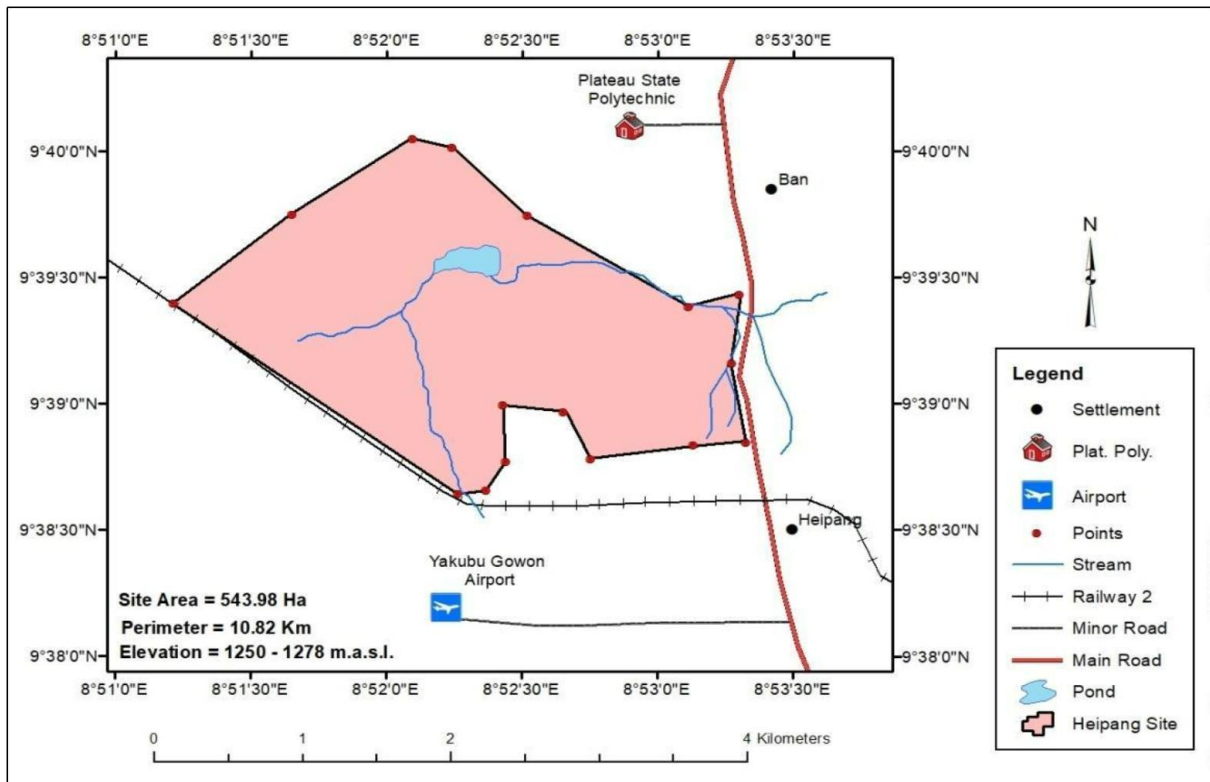 8°51'0"E 8°51'30"E 8°52'0"E 8°52'30"E 8°53'0"E 8°53'30"E
Plateau State
Polytechnic
9°40'0"N 9°40'0"N
Ban
N
9°39'30"N 9°39'30"N
9°39'0"N 9°39'0"N
9°38'30"N 9°38'30"N
Heipang
Yakubu Gowon
Airport
Site Area = 543.98 Ha
Perimeter = 10.82 Km
Elevation = 1250 - 1278 m.a.s.l.
9°38'0"N 9°38'0"N
8°51'0"E 8°51'30"E 8°52'0"E 8°52'30"E 8°53'0"E 8°53'30"E
0 1 2 4 Kilometers
Legend
Settlement
Plat. Poly.
Airport
Points
Stream
Railway 2
Minor Road
Main Road
Pond
Heipang Site